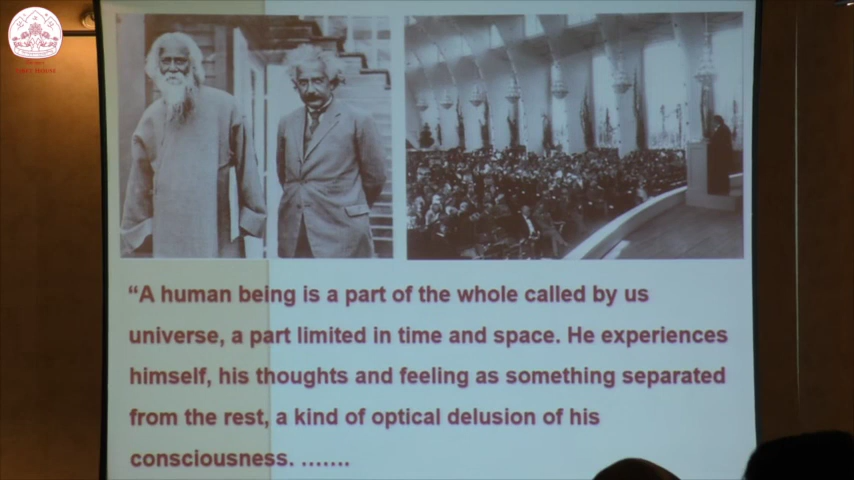 “A human being is a part of the whole called by us
universe, a part limited in time and space. He experiences
himself, his thoughts and feeling as something separated
from the rest, a kind of optical delusion of his
consciousness. …….